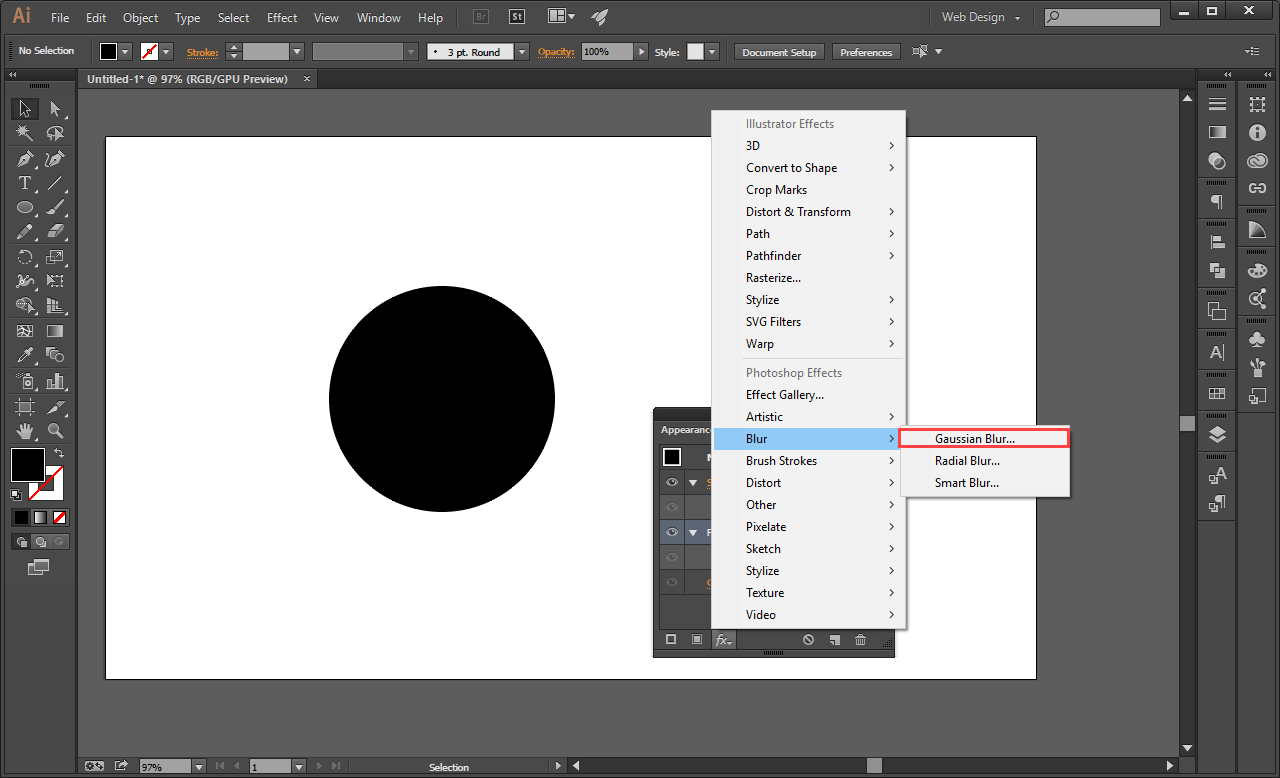 Ai File Edit Object Type Select Effect View Window Help Br St Web Design
No Selection Stroke: 3 pt. Round Opacity: 100% Style: Document Setup Preferences
Untitled-1* @ 97% (RGB/GPU Preview) ×
Illustrator Effects
3D
Convert to Shape
Crop Marks
Distort & Transform
Path
Pathfinder
Rasterize...
Stylize
SVG Filters
Warp
Photoshop Effects
Effect Gallery...
Artistic
Blur
Brush Strokes
Distort
Other
Pixelate
Sketch
Stylize
Texture
Video
Gaussian Blur...
Radial Blur...
Smart Blur...
Appearanc
fx
97% 1 Selection